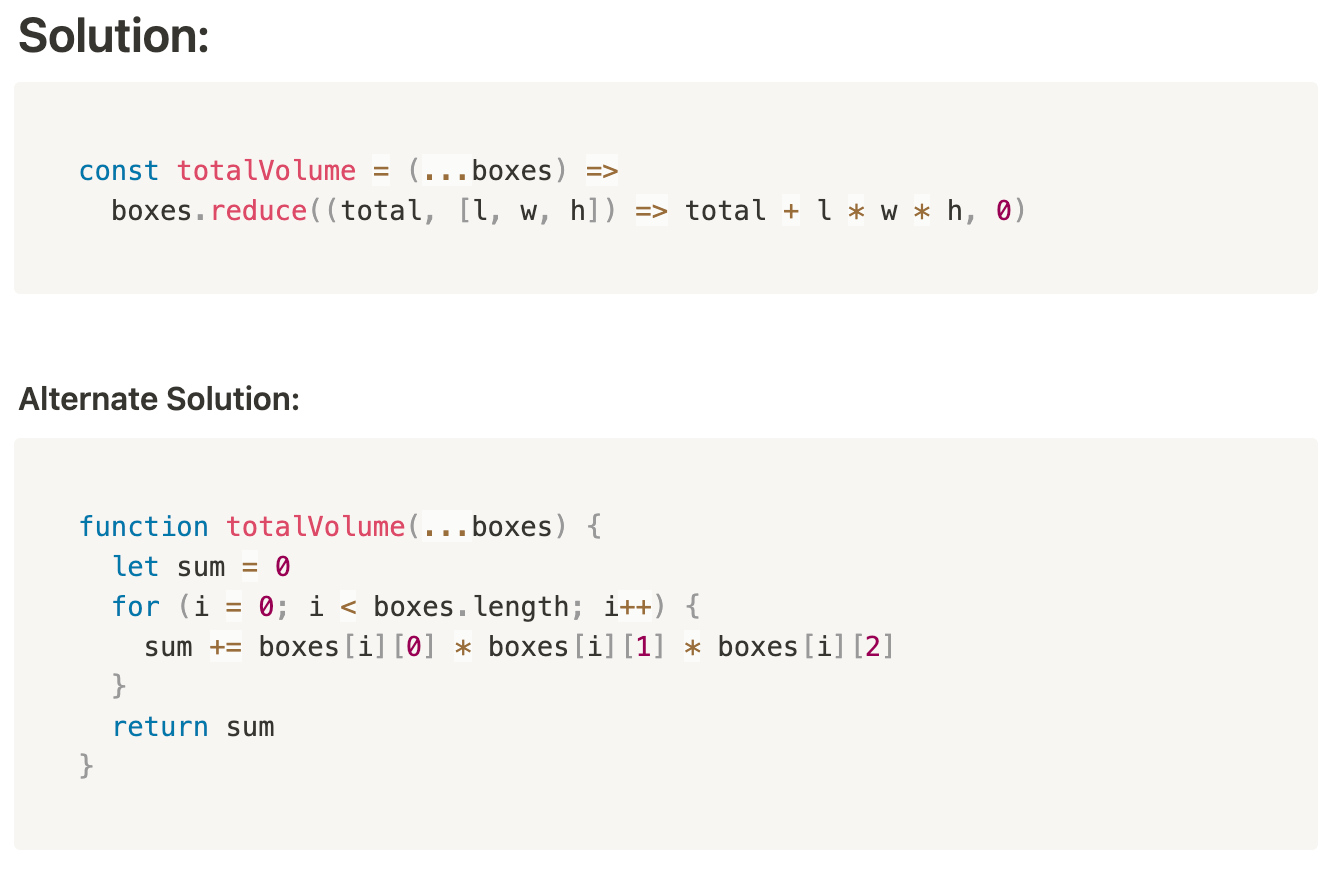 Solution:
const totalVolume = (...boxes) =>
  boxes.reduce((total, [l, w, h]) => total + l * w * h, 0)
Alternate Solution:
function totalVolume(...boxes) {
  let sum = 0
  for (i = 0; i < boxes.length; i++) {
    sum += boxes[i][0] * boxes[i][1] * boxes[i][2]
  }
  return sum
}